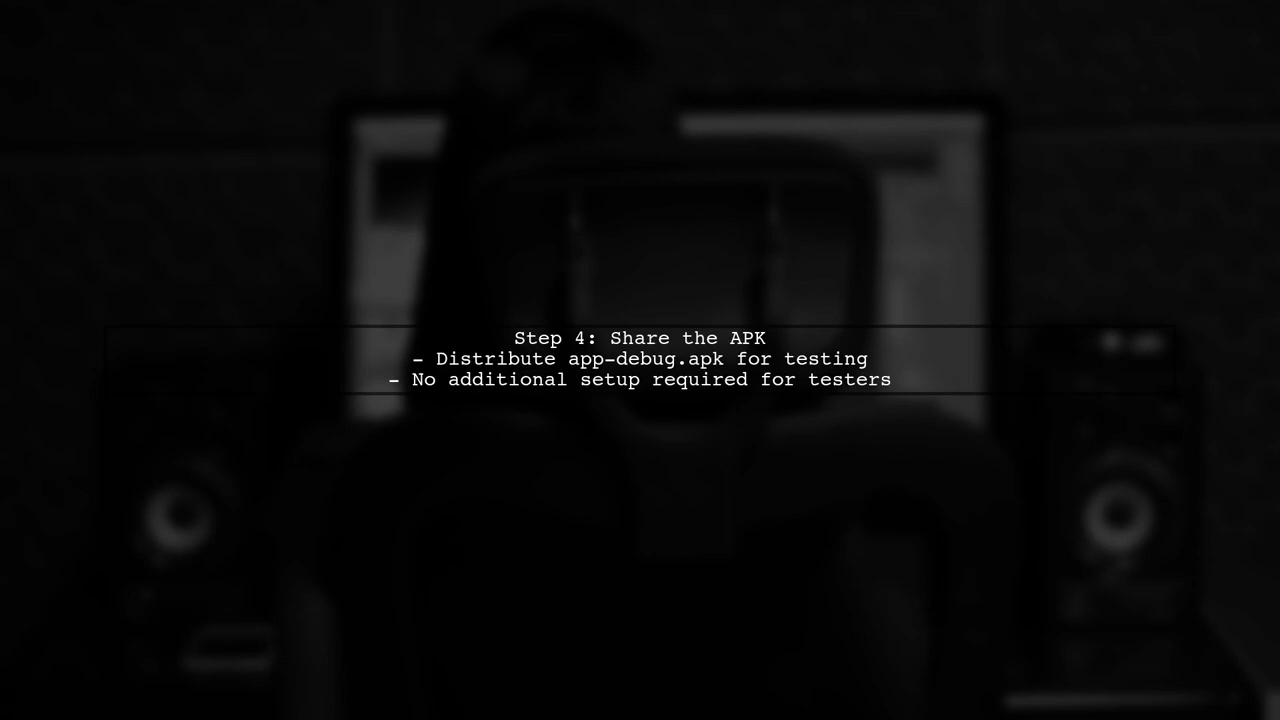 Step 4: Share the APK
- Distribute app-debug.apk for testing
- No additional setup required for testers